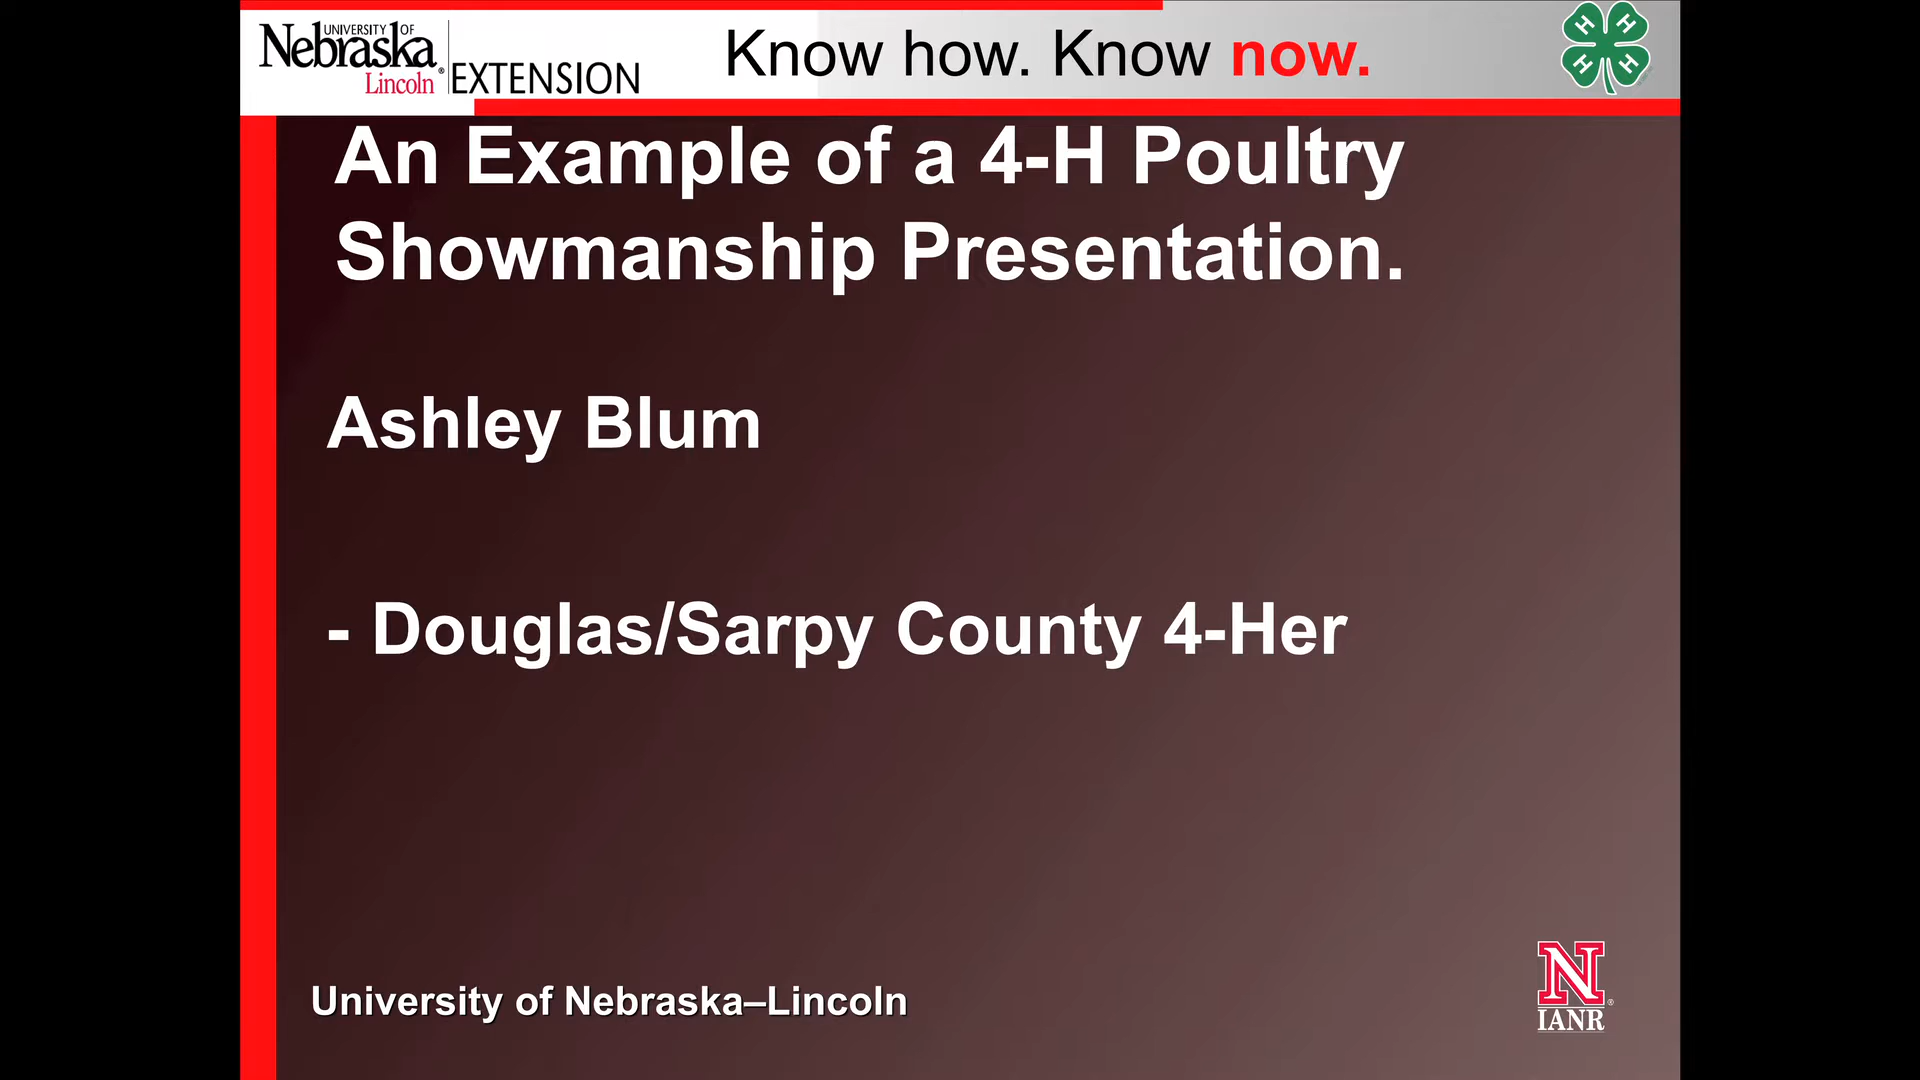 UNIVERSITY OF
Nebraska®
Lincoln
EXTENSION
Know how. Know now.
H H
H H
An Example of a 4-H Poultry
Showmanship Presentation.
Ashley Blum
- Douglas/Sarpy County 4-Her
University of Nebraska–Lincoln
N®
IANR